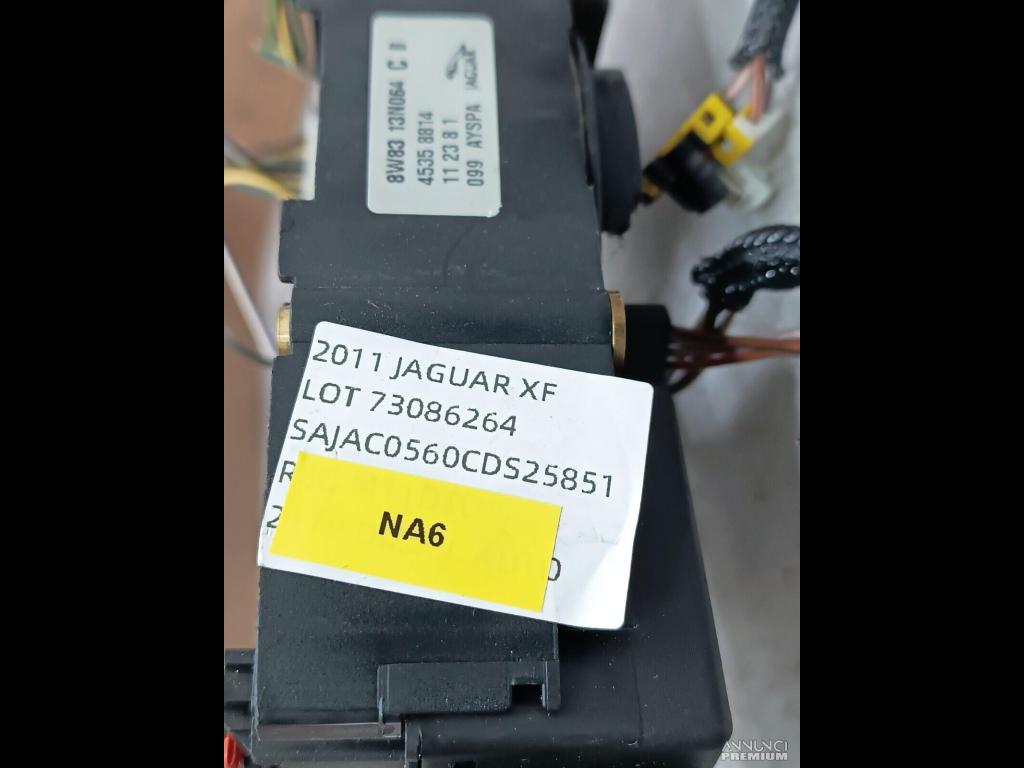 8W83 13N064 C B
4535 8814
11 23 8 1
099 AYSPA JAGUAR
2011 JAGUAR XF
LOT 73086264
SAJAC0560CDS25851
NA6
ANNUNCI
PREMIUM